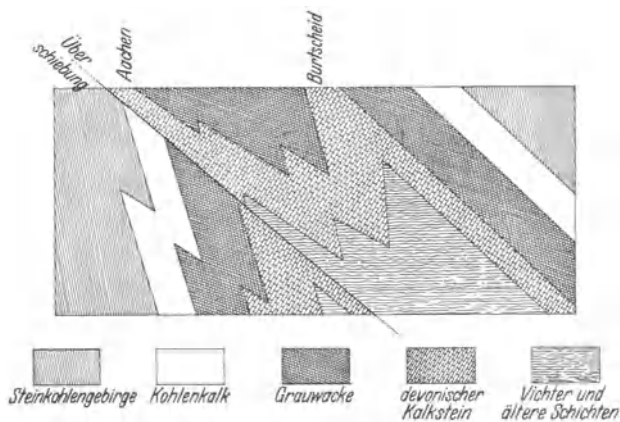 Über
schiebung
Aachen
Burtscheid
Steinkohlengebirge
Kohlenkalk
Grauwacke
devonischer
Kalkstein
Vichter und
ältere Schichten